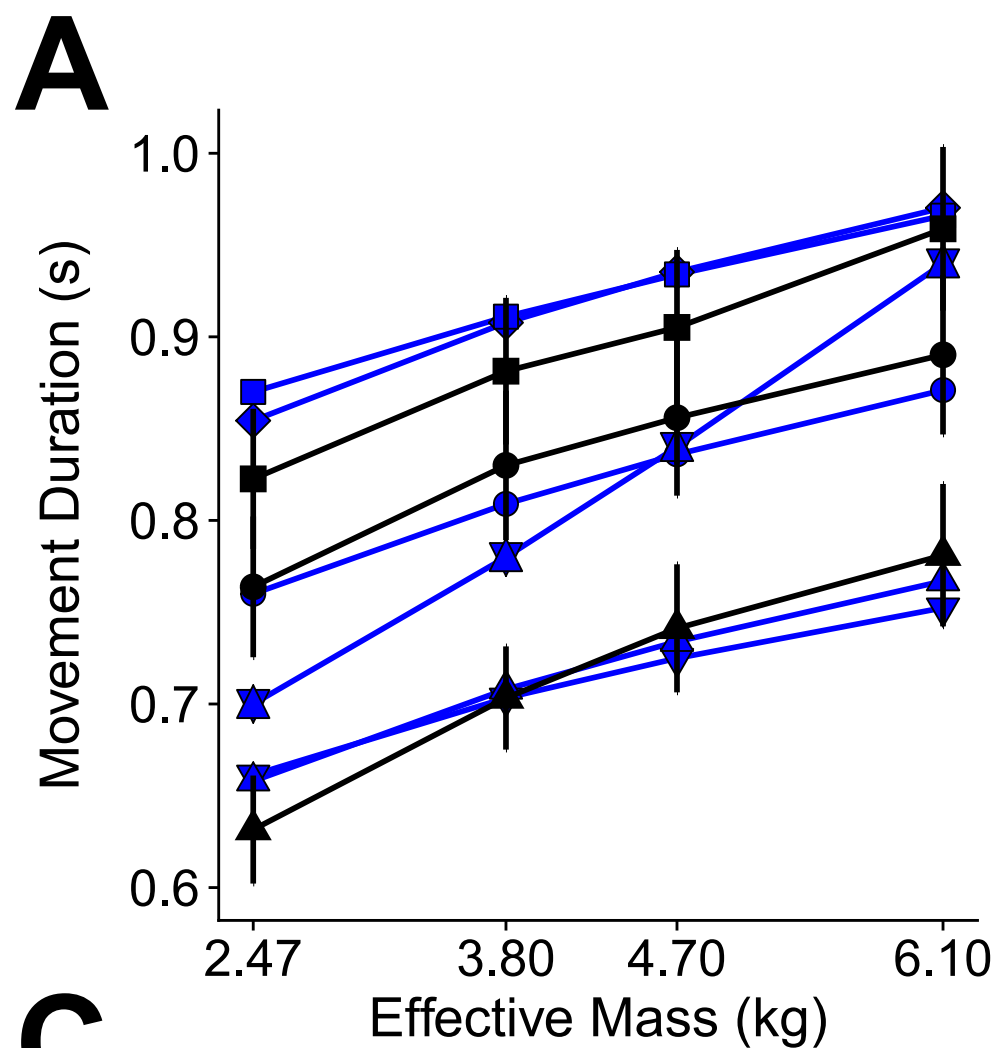 A
1.0
0.9
0.8
0.7
0.6
Movement Duration (s)
2.47 3.80 4.70 6.10
Effective Mass (kg)
C